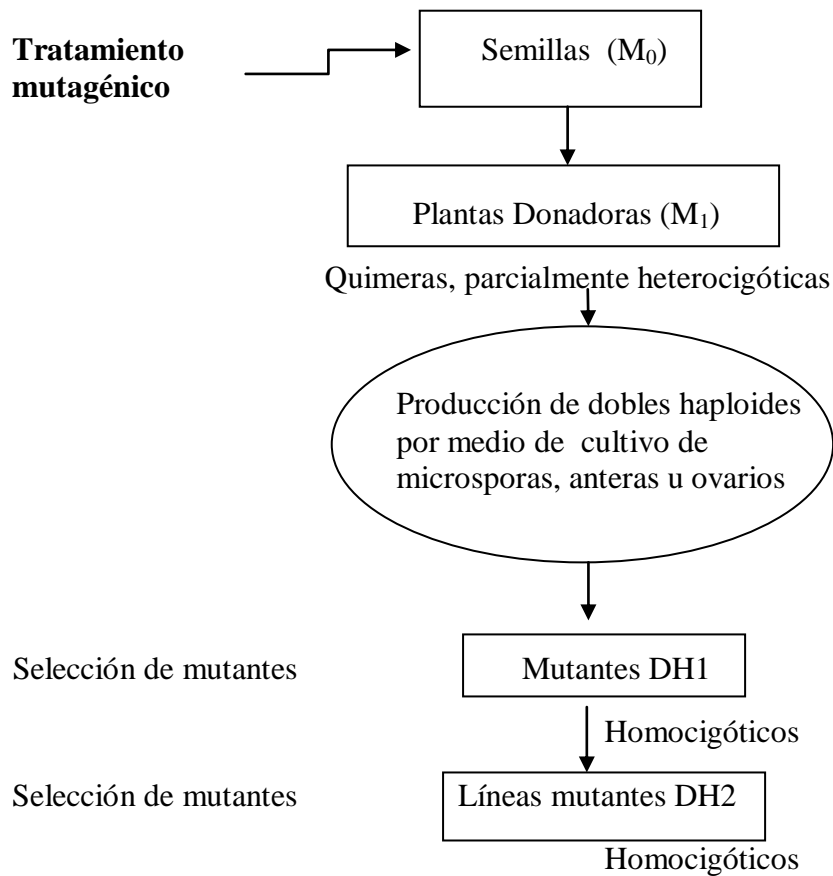 Tratamiento
mutagénico
Semillas (M₀)
Plantas Donadoras (M₁)
Quimeras, parcialmente heterocigóticas
Producción de dobles haploides
por medio de cultivo de
microsporas, anteras u ovarios
Selección de mutantes
Mutantes DH1
Homocigóticos
Selección de mutantes
Líneas mutantes DH2
Homocigóticos